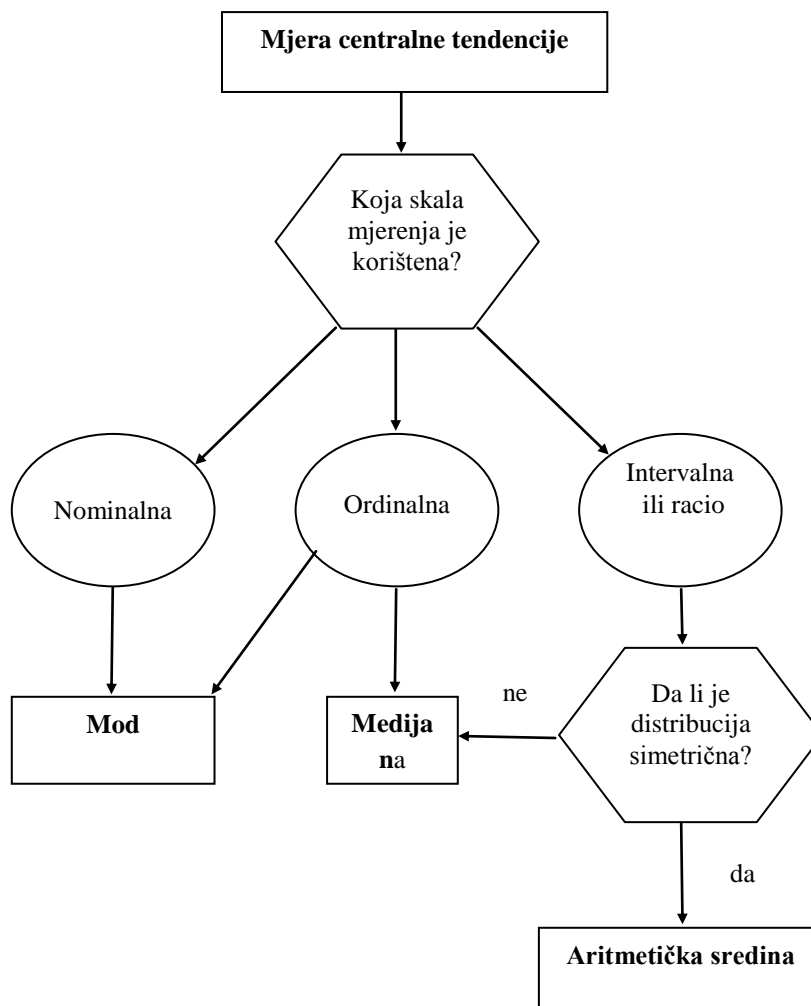 Mjera centralne tendencije
Koja skala
mjerenja je
korištena?
Nominalna
Ordinalna
Intervalna
ili racio
Mod
Medija
na
ne
Da li je
distribucija
simetrična?
da
Aritmetička sredina